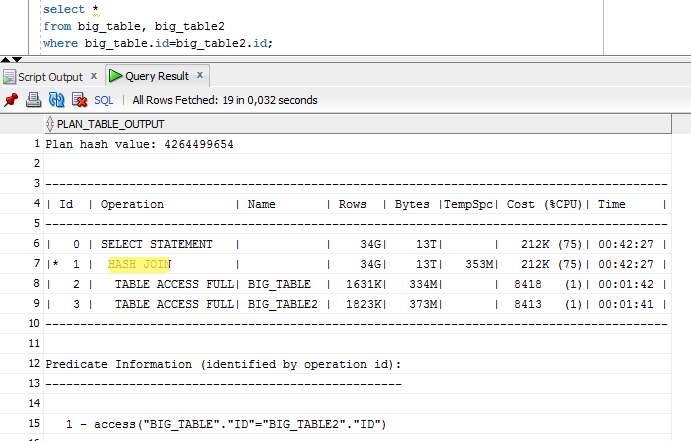 select *
from big_table, big_table2
where big_table.id=big_table2.id;
Script Output x Query Result x
SQL | All Rows Fetched: 19 in 0,032 seconds
PLAN_TABLE_OUTPUT
1 Plan hash value: 4264499654
2
3 ------------------------------------------------------------------------------------------
4 | Id | Operation | Name | Rows | Bytes |TempSpc| Cost (%CPU)| Time |
5 ------------------------------------------------------------------------------------------
6 | 0 | SELECT STATEMENT | | 34G| 13T| | 212K (75)| 00:42:27 |
7 |* 1 | HASH JOIN | | 34G| 13T| 353M| 212K (75)| 00:42:27 |
8 | 2 | TABLE ACCESS FULL| BIG_TABLE | 1631K| 334M| | 8418 (1)| 00:01:42 |
9 | 3 | TABLE ACCESS FULL| BIG_TABLE2 | 1823K| 373M| | 8413 (1)| 00:01:41 |
10 ------------------------------------------------------------------------------------------
11
12 Predicate Information (identified by operation id):
13 ---------------------------------------------------
14
15 1 - access("BIG_TABLE"."ID"="BIG_TABLE2"."ID")